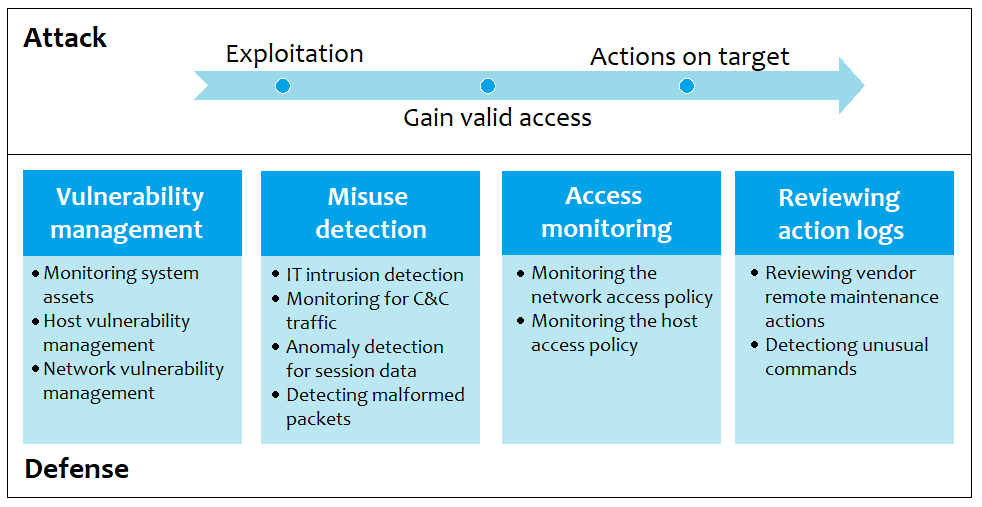 Attack
Exploitation
Actions on target
Gain valid access
Vulnerability
management
• Monitoring system
assets
• Host vulnerability
management
• Network vulnerability
management
Misuse
detection
• IT intrusion detection
• Monitoring for C&C
traffic
• Anomaly detection
for session data
• Detecting malformed
packets
Access
monitoring
• Monitoring the
network access policy
• Monitoring the host
access policy
Reviewing
action logs
• Reviewing vendor
remote maintenance
actions
• Detectiong unusual
commands
Defense